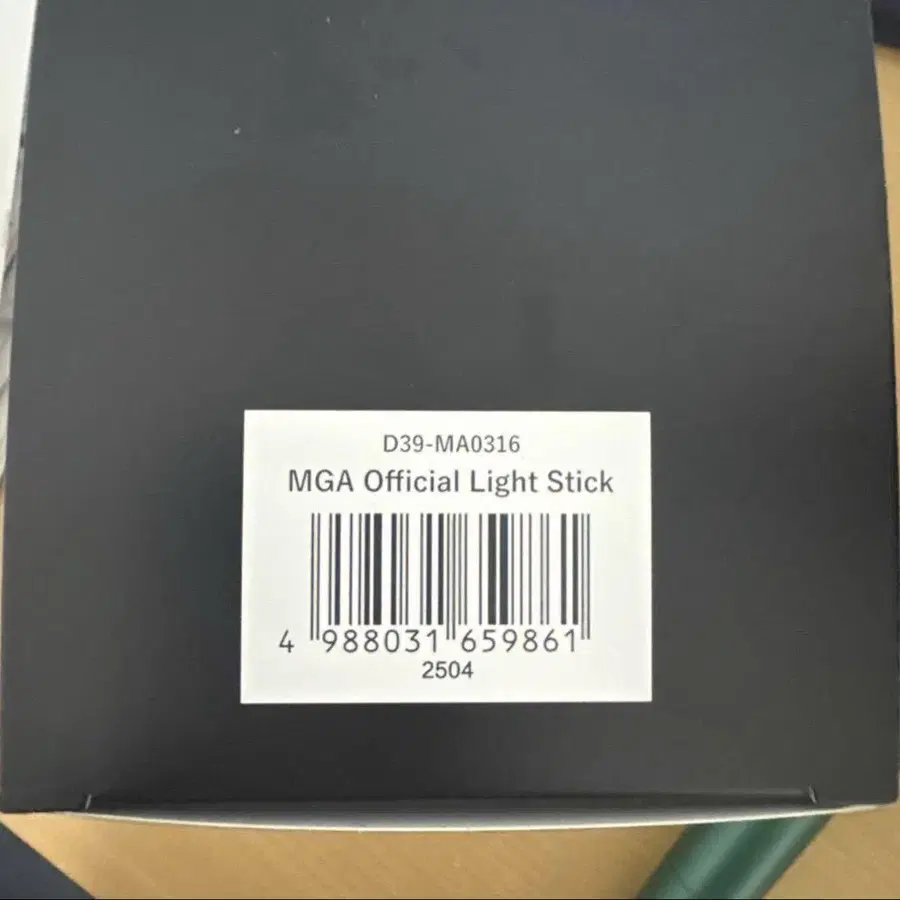 D39-MA0316
MGA Official Light Stick
4 988031 659861
2504